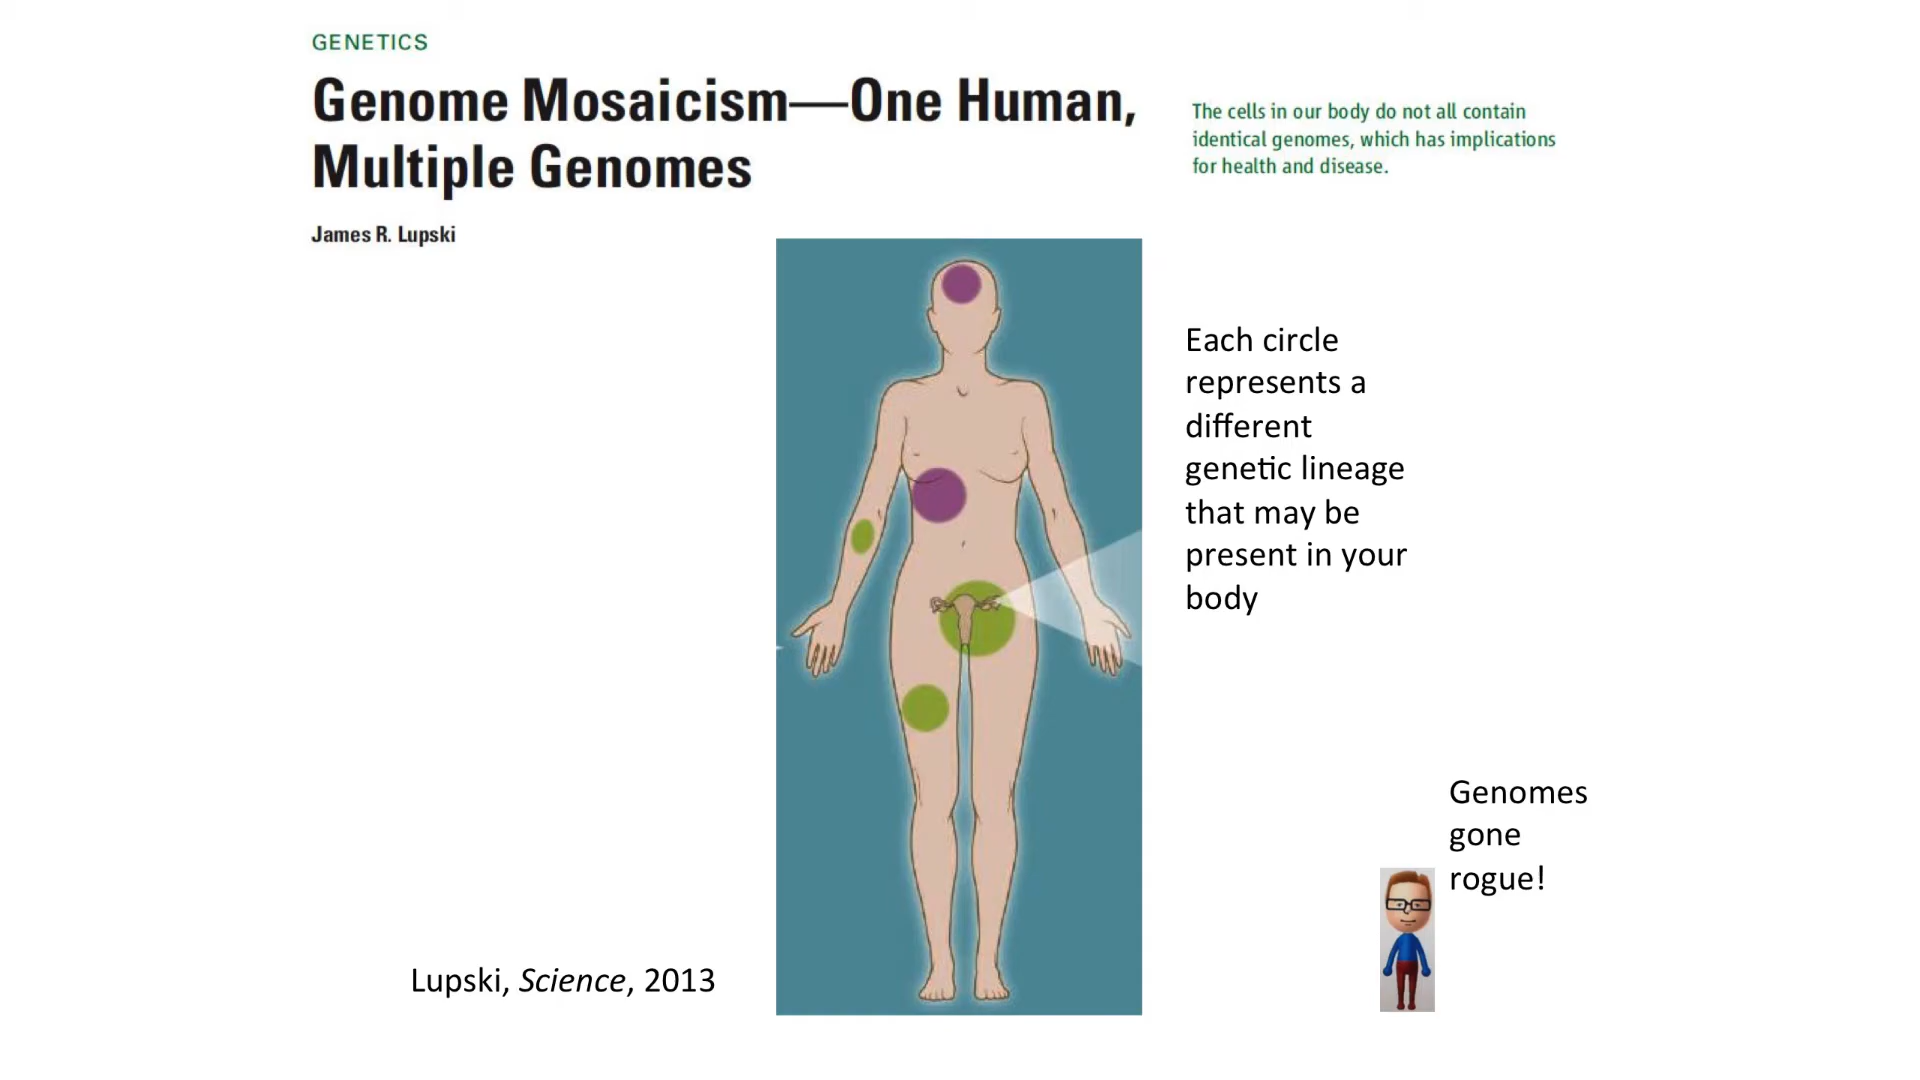 GENETICS
Genome Mosaicism—One Human,
Multiple Genomes
James R. Lupski
The cells in our body do not all contain
identical genomes, which has implications
for health and disease.
Each circle
represents a
different
genetic lineage
that may be
present in your
body
Genomes
gone
rogue!
Lupski, Science, 2013